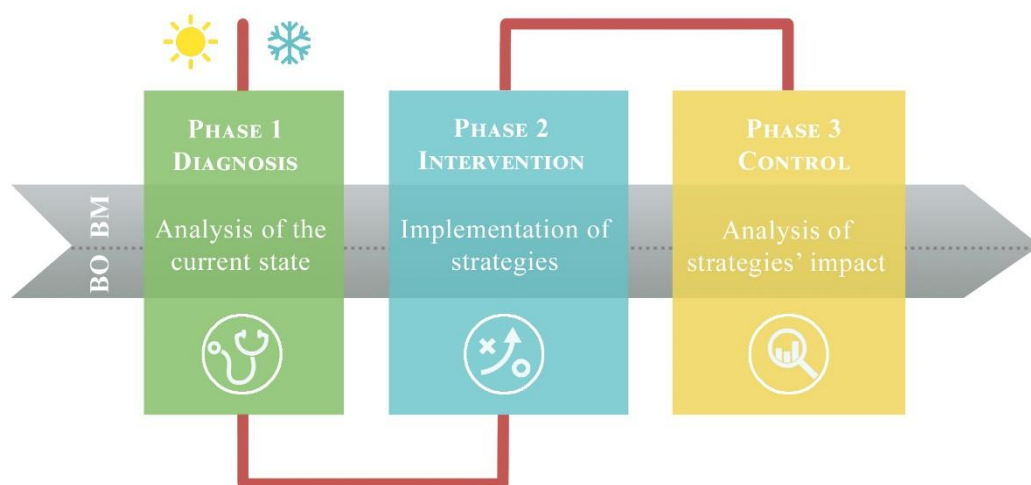 PHASE 1
DIAGNOSIS
Analysis of the
current state
PHASE 2
INTERVENTION
Implementation of
strategies
PHASE 3
CONTROL
Analysis of
strategies’ impact
BM
BO